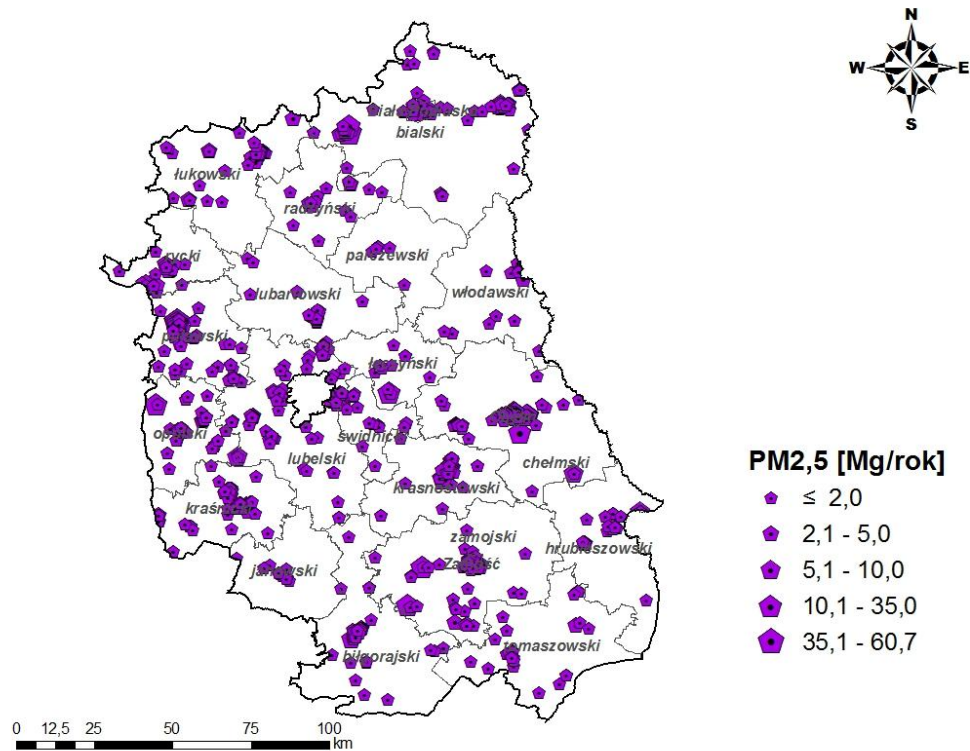 N
W E
S
bialski
łukowski
radzyński
parczewski
rycki
lubartowski
włodawski
puławski
łęczyński
opolski
świdnicki
lubelski
chełmski
krasnostawski
kraśnicki
zamojski
hrubieszowski
Zamość
janowski
tomaszowski
biłgorajski
PM2,5 [Mg/rok]
≤ 2,0
2,1 - 5,0
5,1 - 10,0
10,1 - 35,0
35,1 - 60,7
0 12,5 25 50 75 100
km